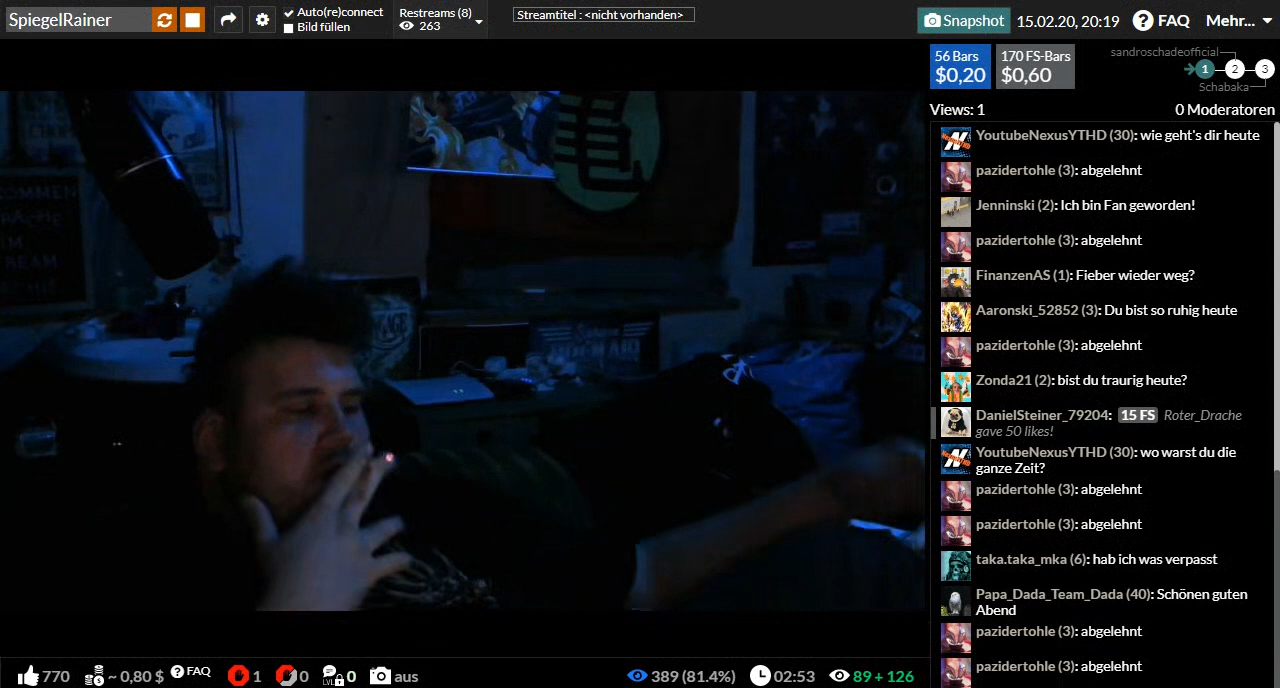 SpiegelRainer
Auto(re)connect
Bild füllen
Restreams (8)
263
Streamtitel : <nicht vorhanden>
Snapshot
15.02.20, 20:19
FAQ
Mehr...
56 Bars
$0,20
170 FS-Bars
$0,60
sandroschadeofficial
1
2
3
Schabaka
Views: 1
0 Moderatoren
YoutubeNexusYTHD (30): wie geht's dir heute
pazidertohle (3): abgelehnt
Jenninski (2): Ich bin Fan geworden!
pazidertohle (3): abgelehnt
FinanzenAS (1): Fieber wieder weg?
Aaronski_52852 (3): Du bist so ruhig heute
pazidertohle (3): abgelehnt
Zonda21 (2): bist du traurig heute?
DanielSteiner_79204: 15 FS Roter_Drache
gave 50 likes!
YoutubeNexusYTHD (30): wo warst du die
ganze Zeit?
pazidertohle (3): abgelehnt
pazidertohle (3): abgelehnt
taka.taka_mka (6): hab ich was verpasst
Papa_Dada_Team_Dada (40): Schönen guten
Abend
pazidertohle (3): abgelehnt
pazidertohle (3): abgelehnt
770
~ 0,80 $
FAQ
1
0
LVL
0
aus
389 (81.4%)
02:53
89 + 126